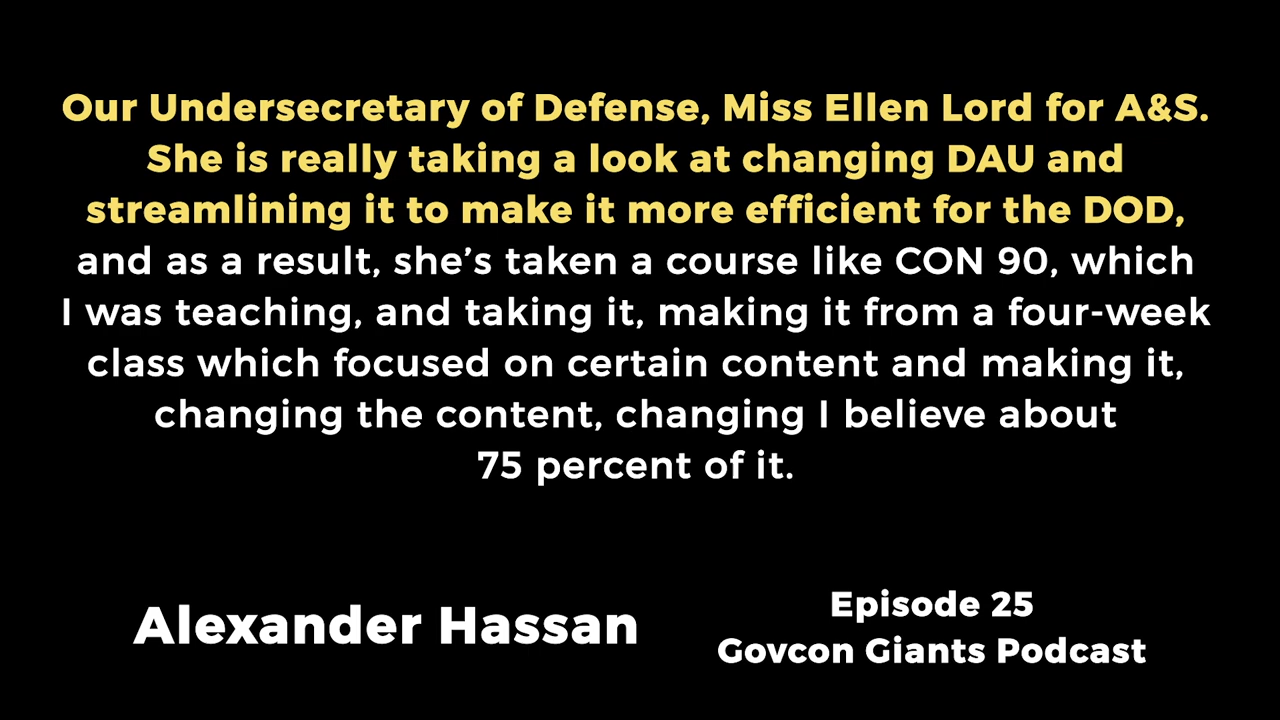 Our Undersecretary of Defense, Miss Ellen Lord for A&S.
She is really taking a look at changing DAU and
streamlining it to make it more efficient for the DOD,
and as a result, she’s taken a course like CON 90, which
I was teaching, and taking it, making it from a four-week
class which focused on certain content and making it,
changing the content, changing I believe about
75 percent of it.
Alexander Hassan
Episode 25
Govcon Giants Podcast